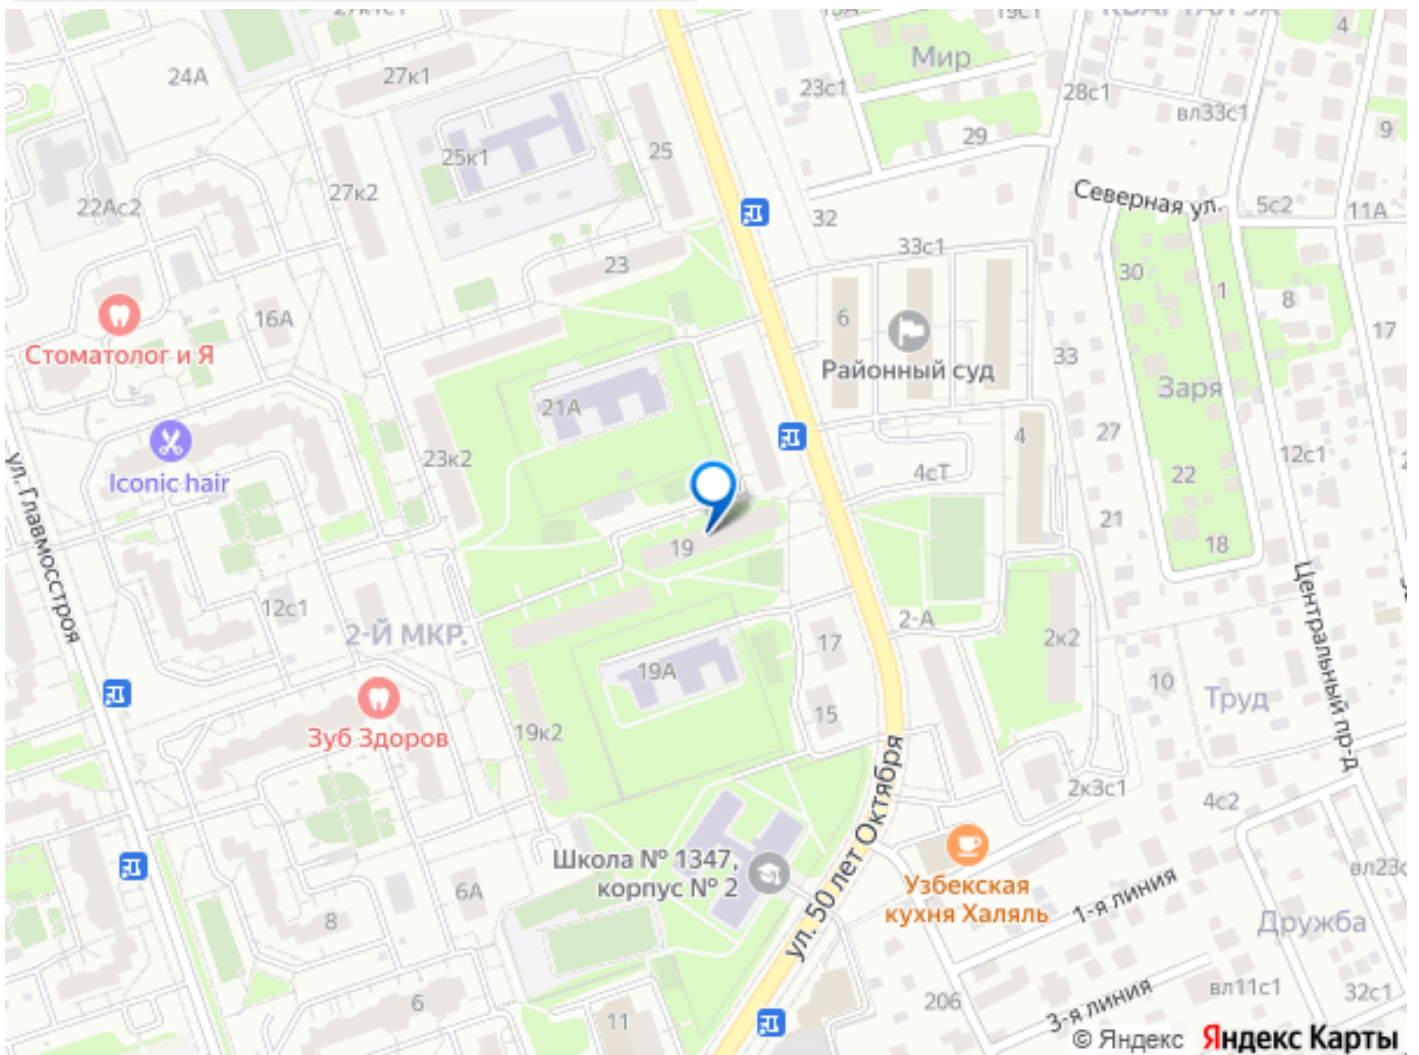 27к1с1
19с1
4
24А
27к1
Мир
23с1
28с1
вл33с1
9
29
25к1
25
27к2
22Ас2
Северная ул.
5с2
11А
32
33с1
23
30
1
8
16А
6
17
Стоматолог и Я
Районный суд
33
Заря
21А
27
4
12с1
23к2
4сТ
22
Iconic hair
21
19
18
ул. Главмосстроя
Центральный пр-д
12с1
2-Й МКР.
2-А
17
2к2
19А
10
Труд
15
19к2
Зуб Здоров
ул. 50 лет Октября
2к3с1
4с2
Школа № 1347,
корпус № 2
Узбекская
кухня Халяль
1-я линия
6А
8
Дружба
206
вл11с1
32с1
6
11
3-я линия
© Яндекс Яндекс Карты